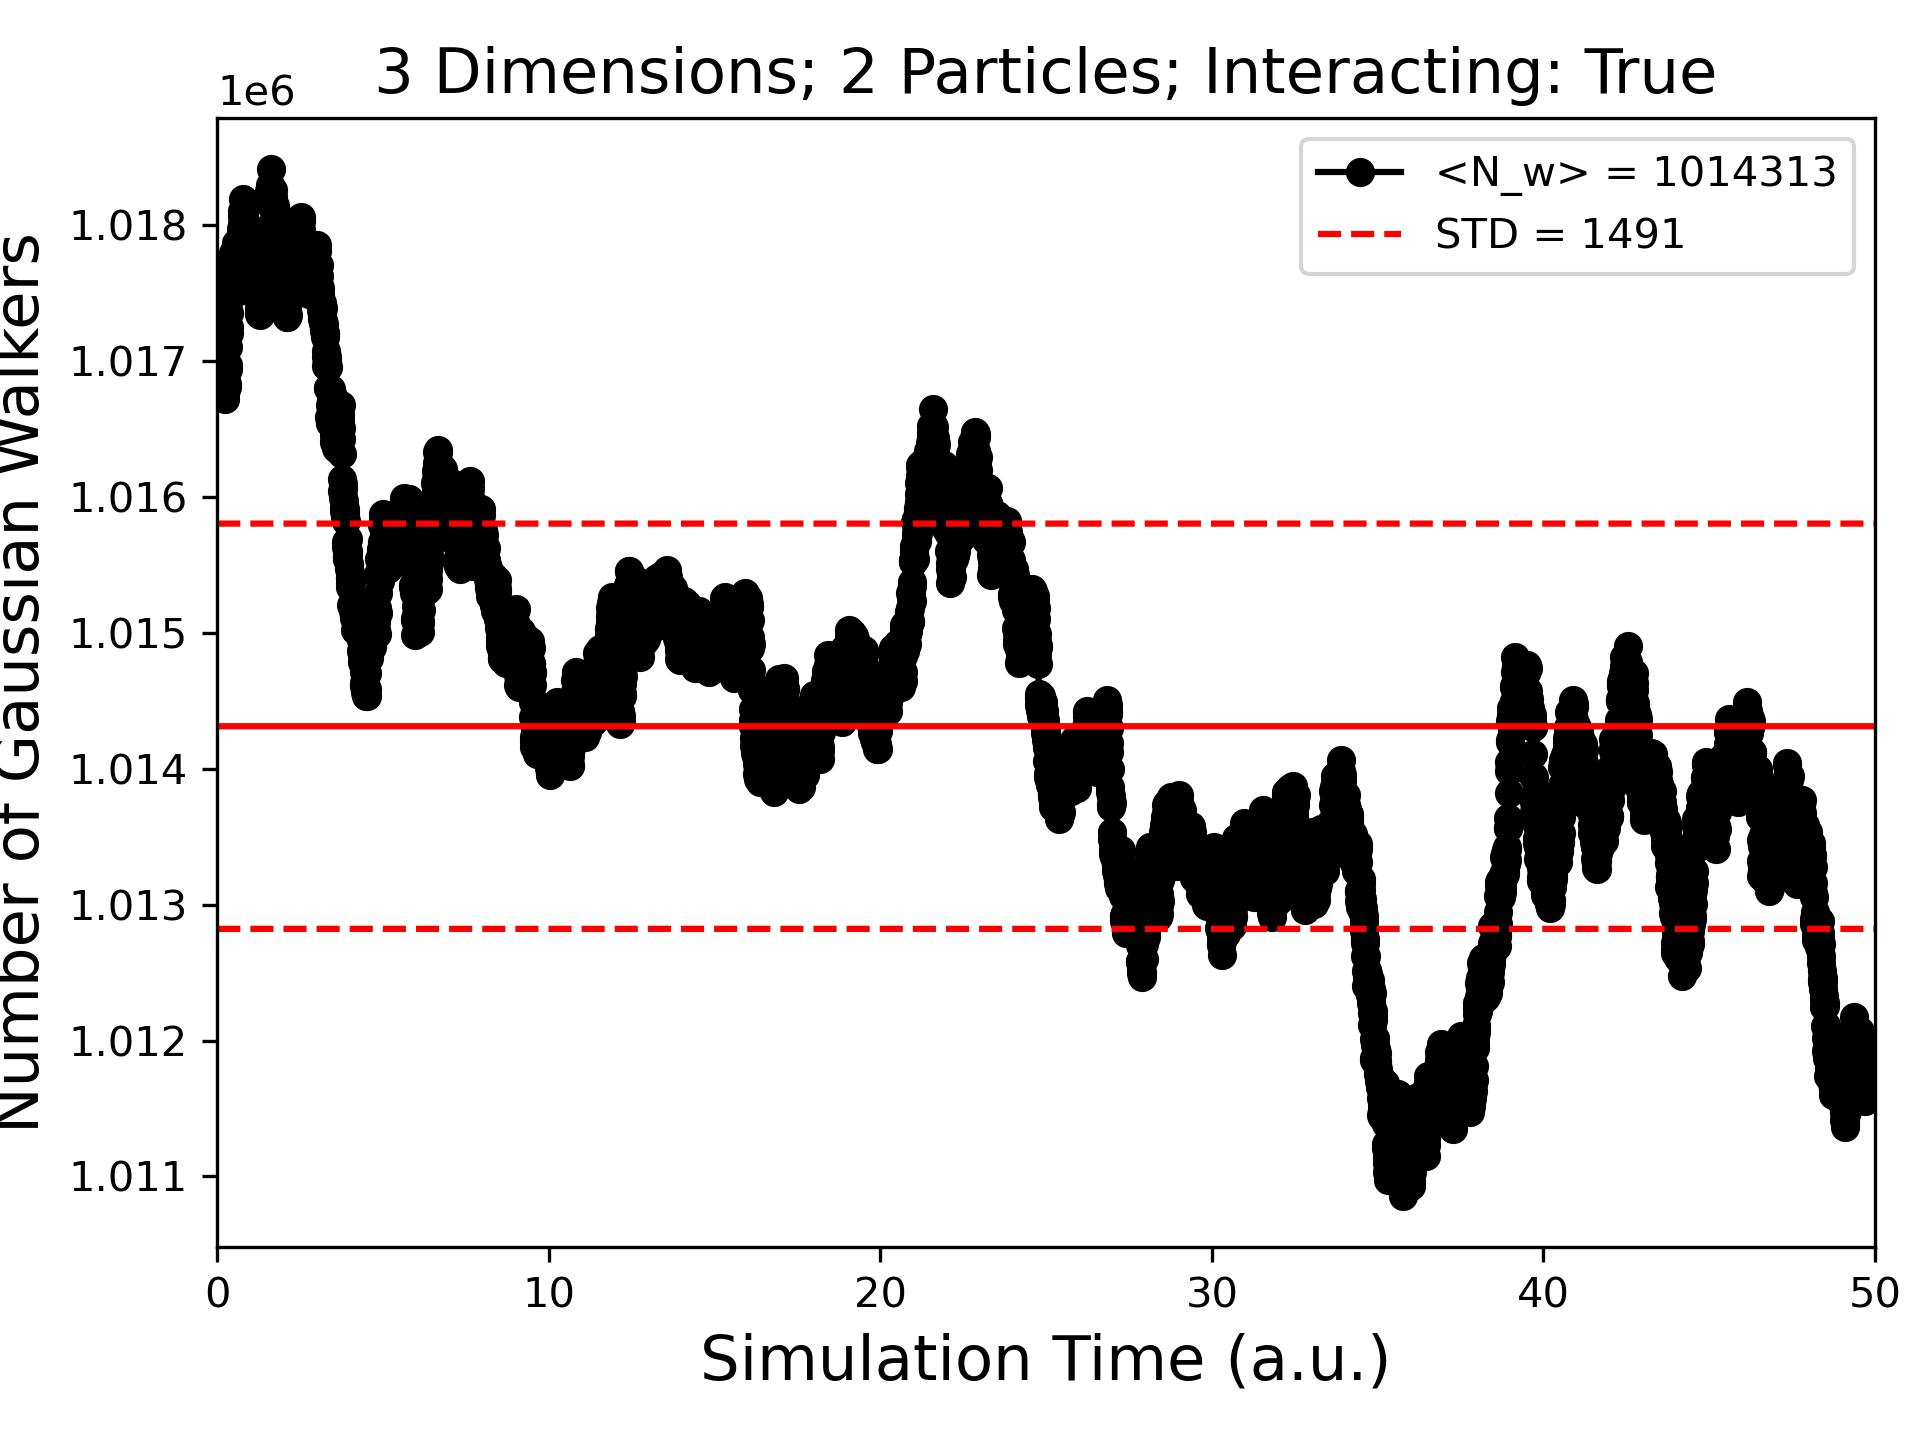 3 Dimensions; 2 Particles; Interacting: True
1e6
<N_w> = 1014313
STD = 1491
Number of Gaussian Walkers
1.018
1.017
1.016
1.015
1.014
1.013
1.012
1.011
0 10 20 30 40 50
Simulation Time (a.u.)